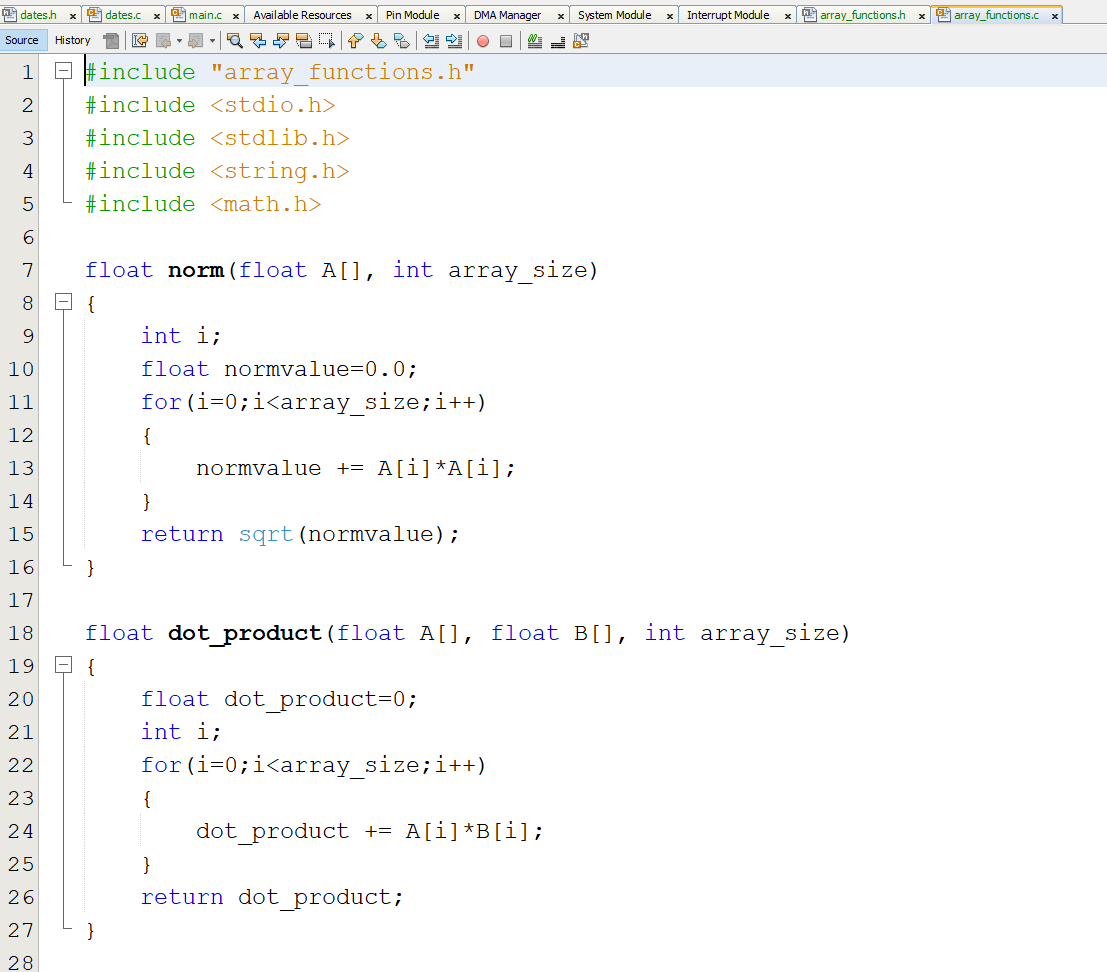 dates.h x dates.c x main.c x Available Resources x Pin Module x DMA Manager x System Module x Interrupt Module x array_functions.h x array_functions.c x
Source History
1 #include "array_functions.h"
2 #include <stdio.h>
3 #include <stdlib.h>
4 #include <string.h>
5 #include <math.h>
6
7 float norm(float A[], int array_size)
8 {
9 int i;
10 float normvalue=0.0;
11 for(i=0;i<array_size;i++)
12 {
13 normvalue += A[i]*A[i];
14 }
15 return sqrt(normvalue);
16 }
17
18 float dot_product(float A[], float B[], int array_size)
19 {
20 float dot_product=0;
21 int i;
22 for(i=0;i<array_size;i++)
23 {
24 dot_product += A[i]*B[i];
25 }
26 return dot_product;
27 }
28